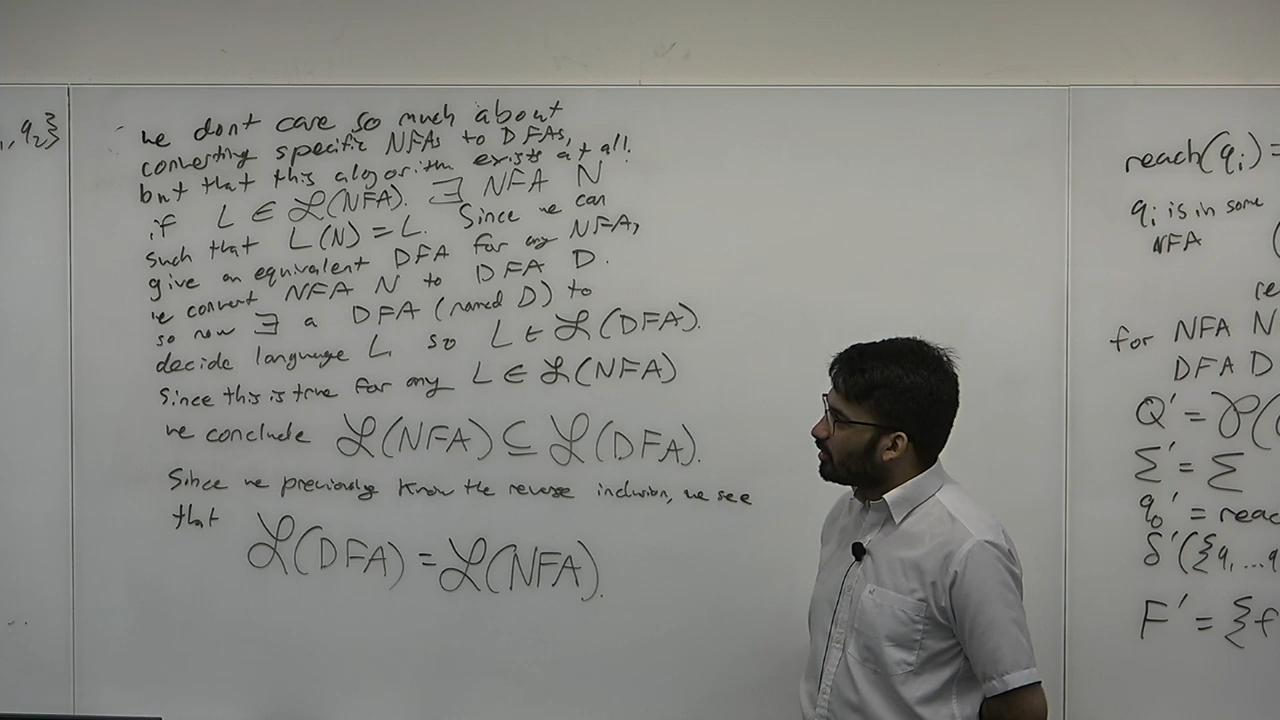 , q₂}
we dont care so much about
converting specific NFAs to DFAs,
but that this algorithm exists at all.
if L ∈ ℒ(NFA). ∃ NFA N
such that L(N) = L. Since we can
give an equivalent DFA for any NFA,
ie convert NFA N to DFA D.
so now ∃ a DFA (named D) to
decide language L, so L ∈ ℒ(DFA).
Since this is true for any L ∈ ℒ(NFA)
we conclude ℒ(NFA) ⊆ ℒ(DFA).
Since we previously know the reverse inclusion, we see
that
ℒ(DFA) = ℒ(NFA).
reach(qᵢ) =
qᵢ is in some
NFA (
re
for NFA N
DFA D
Q' = 𝒫(
Σ' = Σ
q₀' = reac
δ'({q, ... q
F' = {f